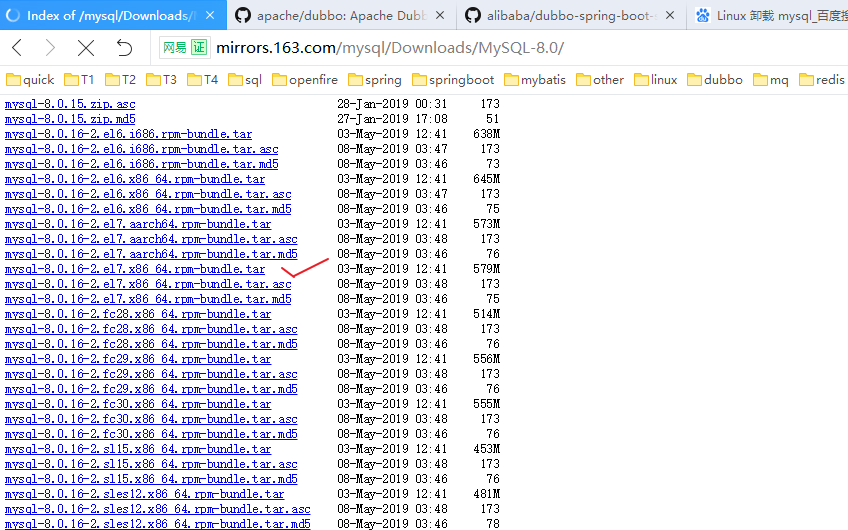 Index of /mysql/Downloads/ apache/dubbo: Apache Dubb alibaba/dubbo-spring-boot-s Linux 卸载 mysql_百度搜
网易 证 mirrors.163.com/mysql/Downloads/MySQL-8.0/
quick T1 T2 T3 T4 sql openfire spring springboot mybatis other linux dubbo mq redis
mysql-8.0.15.zip.asc 28-Jan-2019 00:31 173
mysql-8.0.15.zip.md5 27-Jan-2019 17:08 51
mysql-8.0.16-2.el6.i686.rpm-bundle.tar 03-May-2019 12:41 638M
mysql-8.0.16-2.el6.i686.rpm-bundle.tar.asc 08-May-2019 03:47 173
mysql-8.0.16-2.el6.i686.rpm-bundle.tar.md5 08-May-2019 03:46 73
mysql-8.0.16-2.el6.x86_64.rpm-bundle.tar 03-May-2019 12:41 645M
mysql-8.0.16-2.el6.x86_64.rpm-bundle.tar.asc 08-May-2019 03:47 173
mysql-8.0.16-2.el6.x86_64.rpm-bundle.tar.md5 08-May-2019 03:46 75
mysql-8.0.16-2.el7.aarch64.rpm-bundle.tar 03-May-2019 12:41 573M
mysql-8.0.16-2.el7.aarch64.rpm-bundle.tar.asc 08-May-2019 03:48 173
mysql-8.0.16-2.el7.aarch64.rpm-bundle.tar.md5 08-May-2019 03:46 76
mysql-8.0.16-2.el7.x86_64.rpm-bundle.tar 03-May-2019 12:41 579M
mysql-8.0.16-2.el7.x86_64.rpm-bundle.tar.asc 08-May-2019 03:48 173
mysql-8.0.16-2.el7.x86_64.rpm-bundle.tar.md5 08-May-2019 03:46 75
mysql-8.0.16-2.fc28.x86_64.rpm-bundle.tar 03-May-2019 12:41 514M
mysql-8.0.16-2.fc28.x86_64.rpm-bundle.tar.asc 08-May-2019 03:48 173
mysql-8.0.16-2.fc28.x86_64.rpm-bundle.tar.md5 08-May-2019 03:46 76
mysql-8.0.16-2.fc29.x86_64.rpm-bundle.tar 03-May-2019 12:41 556M
mysql-8.0.16-2.fc29.x86_64.rpm-bundle.tar.asc 08-May-2019 03:48 173
mysql-8.0.16-2.fc29.x86_64.rpm-bundle.tar.md5 08-May-2019 03:46 76
mysql-8.0.16-2.fc30.x86_64.rpm-bundle.tar 03-May-2019 12:41 555M
mysql-8.0.16-2.fc30.x86_64.rpm-bundle.tar.asc 08-May-2019 03:48 173
mysql-8.0.16-2.fc30.x86_64.rpm-bundle.tar.md5 08-May-2019 03:46 76
mysql-8.0.16-2.sl15.x86_64.rpm-bundle.tar 03-May-2019 12:41 453M
mysql-8.0.16-2.sl15.x86_64.rpm-bundle.tar.asc 08-May-2019 03:48 173
mysql-8.0.16-2.sl15.x86_64.rpm-bundle.tar.md5 08-May-2019 03:46 76
mysql-8.0.16-2.sles12.x86_64.rpm-bundle.tar 03-May-2019 12:41 481M
mysql-8.0.16-2.sles12.x86_64.rpm-bundle.tar.asc 08-May-2019 03:48 173
mysql-8.0.16-2.sles12.x86_64.rpm-bundle.tar.md5 08-May-2019 03:46 78